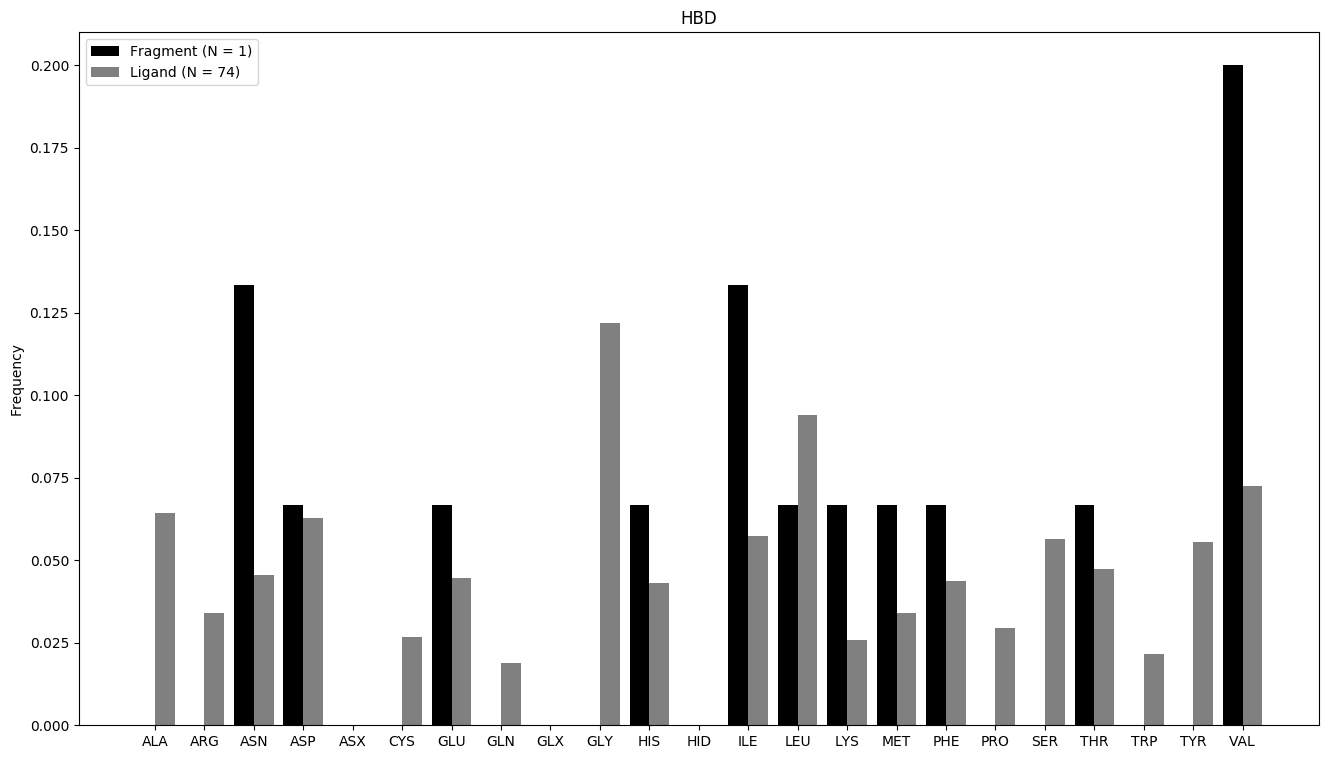 HBD
Fragment (N = 1)
Ligand (N = 74)
Frequency
0.200
0.175
0.150
0.125
0.100
0.075
0.050
0.025
0.000
ALA ARG ASN ASP ASX CYS GLU GLN GLX GLY HIS HID ILE LEU LYS MET PHE PRO SER THR TRP TYR VAL